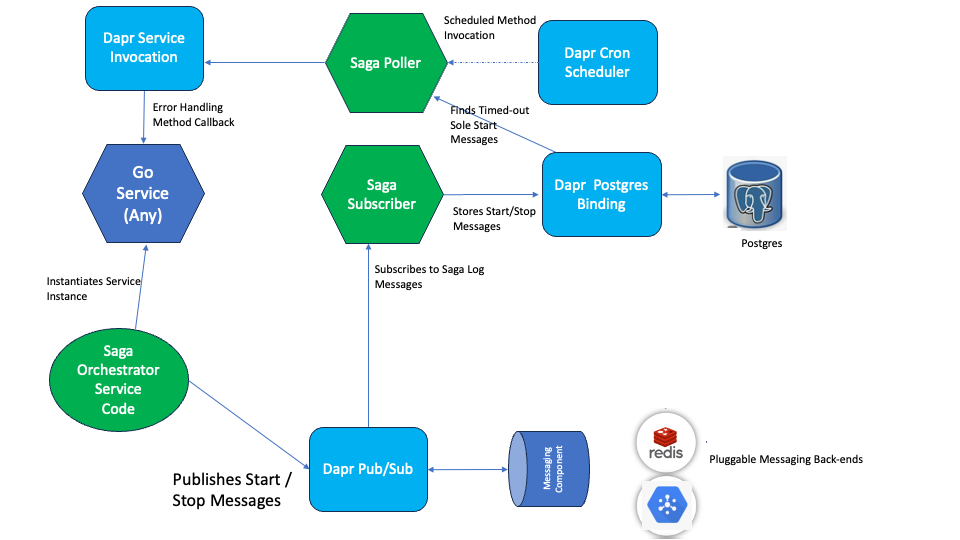 Dapr Service
Invocation
Saga Poller
Scheduled Method
Invocation
Dapr Cron
Scheduler
Error Handling
Method Callback
Finds Timed-out
Sole Start
Messages
Go
Service
(Any)
Saga
Subscriber
Dapr Postgres
Binding
Stores Start/Stop
Messages
Postgres
Instantiates Service
Instance
Subscribes to Saga Log
Messages
Saga
Orchestrator
Service
Code
Publishes Start /
Stop Messages
Dapr Pub/Sub
Messaging
Component
redis
Pluggable Messaging Back-ends